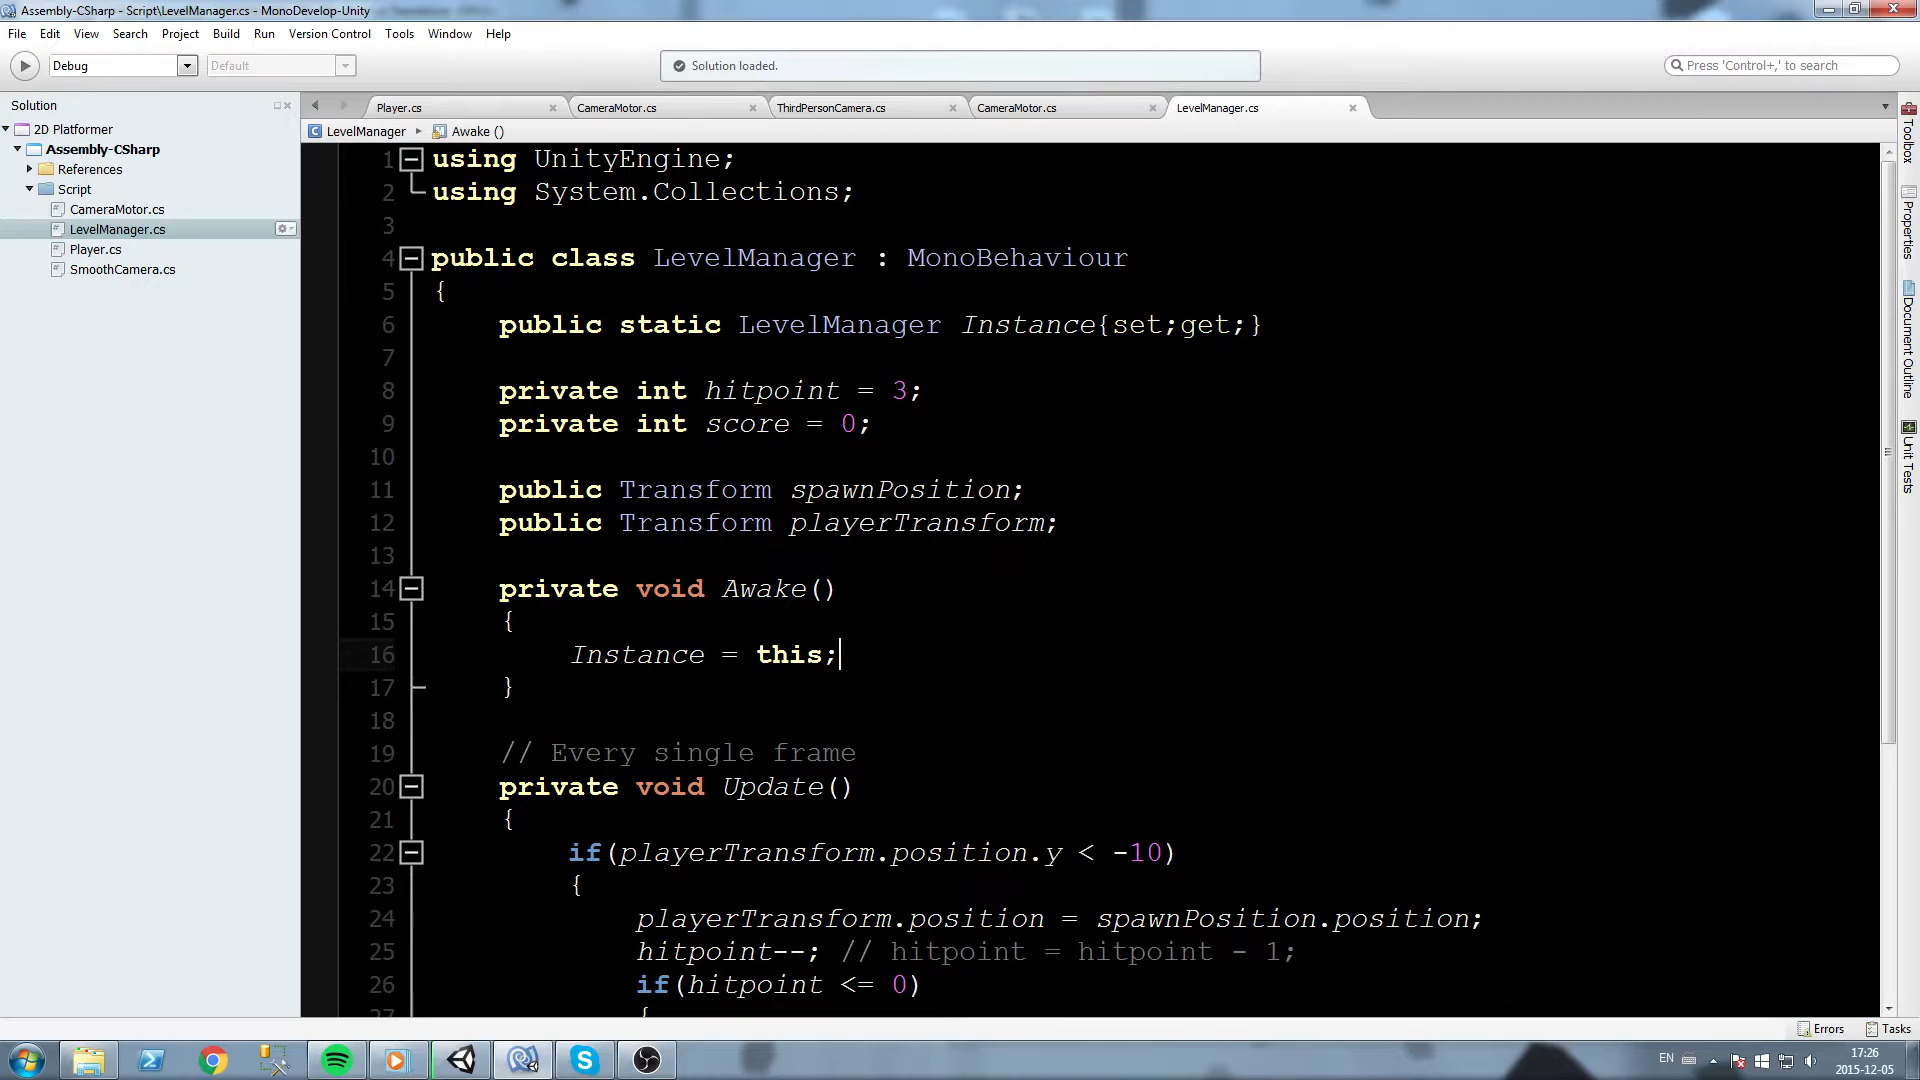 Assembly-CSharp - Script\LevelManager.cs - MonoDevelop-Unity
File Edit View Search Project Build Run Version Control Tools Window Help
Debug Default Solution loaded. Press 'Control+,' to search
Solution
2D Platformer
Assembly-CSharp
References
Script
CameraMotor.cs
LevelManager.cs
Player.cs
SmoothCamera.cs
Player.cs CameraMotor.cs ThirdPersonCamera.cs CameraMotor.cs LevelManager.cs
LevelManager Awake ()
1 using UnityEngine;
2 using System.Collections;
3
4 public class LevelManager : MonoBehaviour
5 {
6 public static LevelManager Instance{set;get;}
7
8 private int hitpoint = 3;
9 private int score = 0;
10
11 public Transform spawnPosition;
12 public Transform playerTransform;
13
14 private void Awake()
15 {
16 Instance = this;
17 }
18
19 // Every single frame
20 private void Update()
21 {
22 if(playerTransform.position.y < -10)
23 {
24 playerTransform.position = spawnPosition.position;
25 hitpoint--; // hitpoint = hitpoint - 1;
26 if(hitpoint <= 0)
27 {
Toolbox
Properties
Document Outline
Unit Tests
Errors Tasks
EN 17:26
2015-12-05